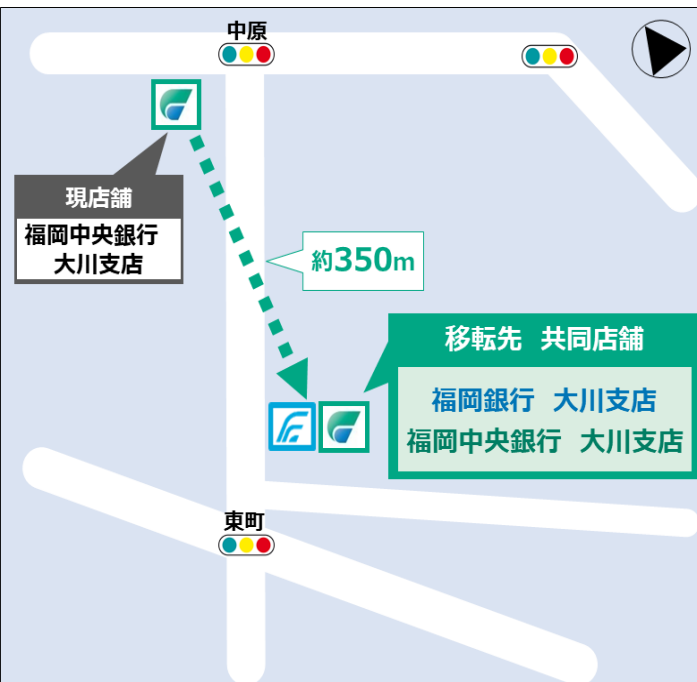 中原
現店舗
福岡中央銀行
大川支店
約350m
移転先 共同店舗
福岡銀行 大川支店
福岡中央銀行 大川支店
東町